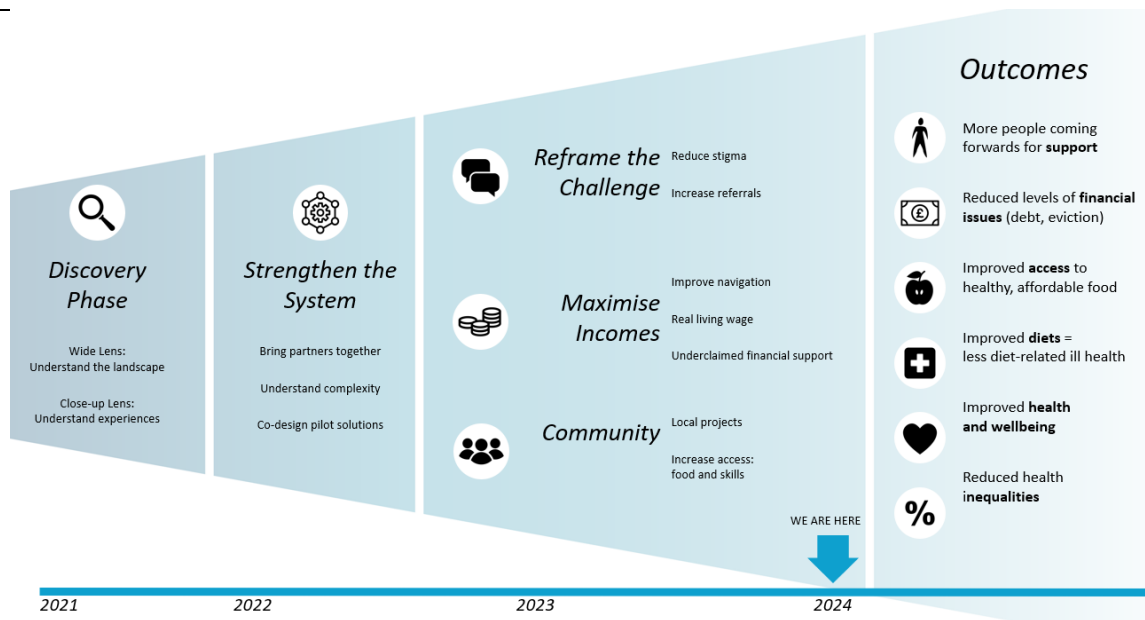 Discovery
Phase
Wide Lens:
Understand the landscape
Close-up Lens:
Understand experiences
Strengthen the
System
Bring partners together
Understand complexity
Co-design pilot solutions
Reframe the
Challenge
Reduce stigma
Increase referrals
Maximise
Incomes
Improve navigation
Real living wage
Underclaimed financial support
Community
Local projects
Increase access:
food and skills
Outcomes
More people coming
forwards for support
£
Reduced levels of financial
issues (debt, eviction)
Improved access to
healthy, affordable food
Improved diets =
less diet-related ill health
Improved health
and wellbeing
%
Reduced health
inequalities
WE ARE HERE
2021
2022
2023
2024